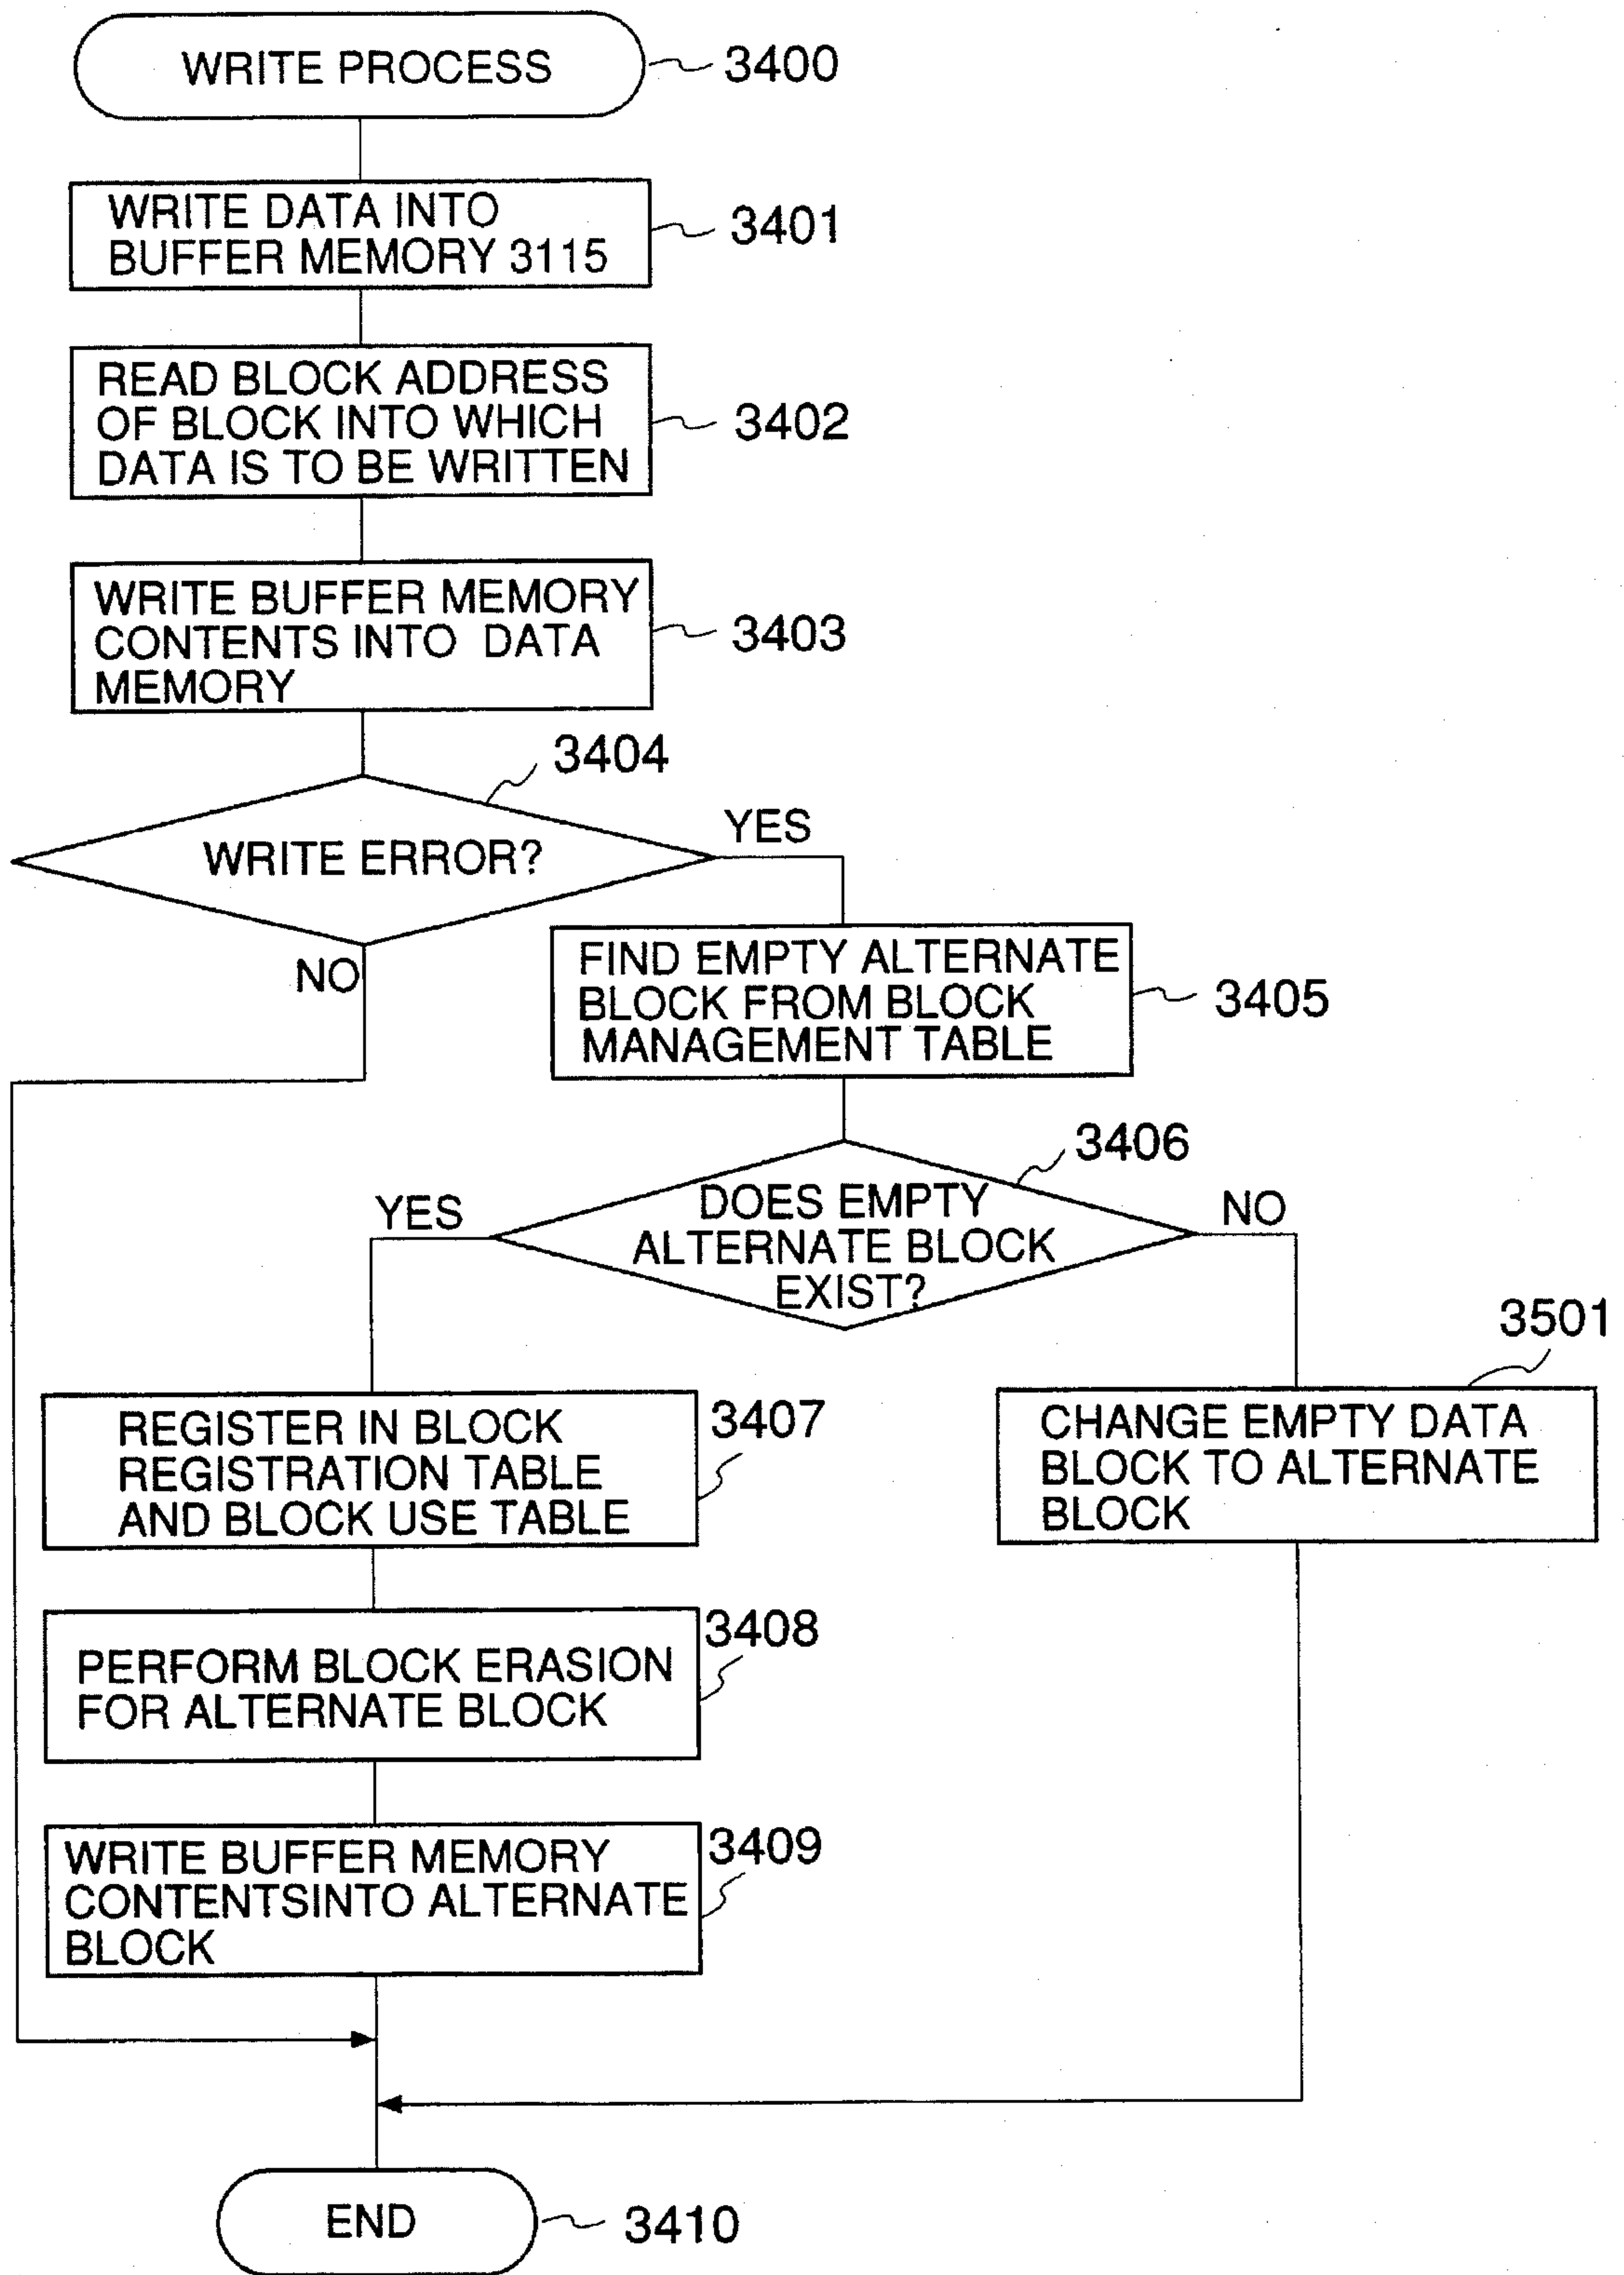 WRITE PROCESS
3400
WRITE DATA INTO
BUFFER MEMORY 3115
3401
READ BLOCK ADDRESS
OF BLOCK INTO WHICH
DATA IS TO BE WRITTEN
3402
WRITE BUFFER MEMORY
CONTENTS INTO DATA
MEMORY
3403
3404
WRITE ERROR?
YES
NO
FIND EMPTY ALTERNATE
BLOCK FROM BLOCK
MANAGEMENT TABLE
3405
3406
DOES EMPTY
ALTERNATE BLOCK
EXIST?
YES
NO
3501
REGISTER IN BLOCK
REGISTRATION TABLE
AND BLOCK USE TABLE
3407
CHANGE EMPTY DATA
BLOCK TO ALTERNATE
BLOCK
PERFORM BLOCK ERASION
FOR ALTERNATE BLOCK
3408
WRITE BUFFER MEMORY
CONTENTSINTO ALTERNATE
BLOCK
3409
END
3410